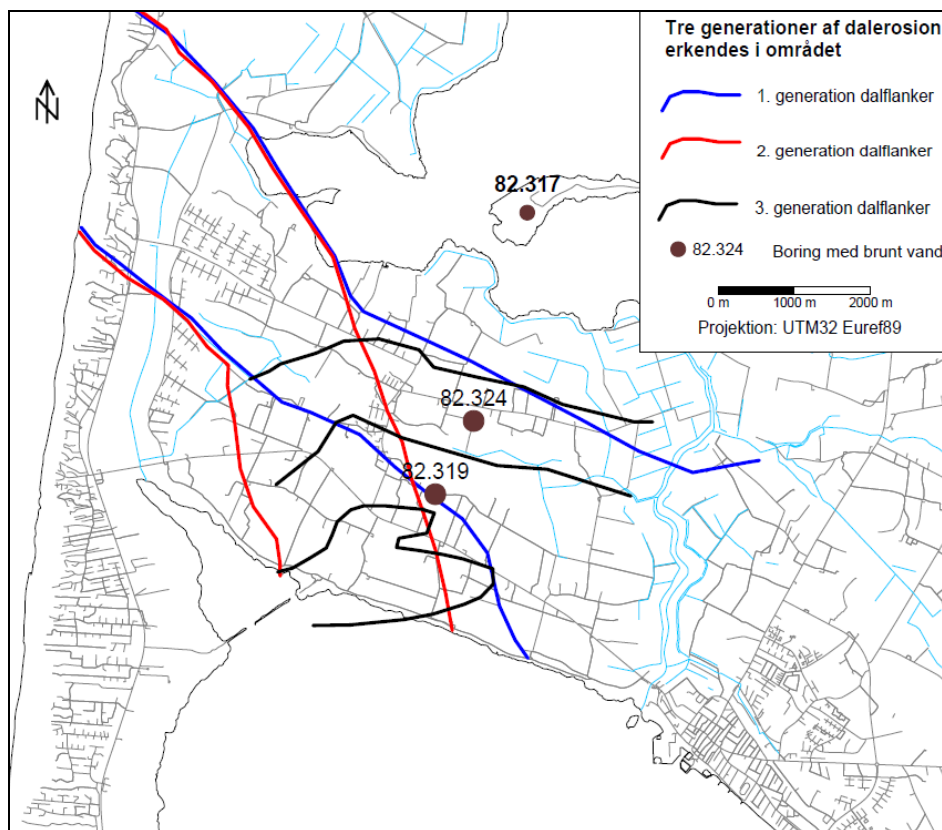 Tre generationer af dalerosion
erkendes i området
1. generation dalflanker
2. generation dalflanker
3. generation dalflanker
82.324 Boring med brunt vand
0 m 1000 m 2000 m
Projektion: UTM32 Euref89
N
82.317
82.324
82.319